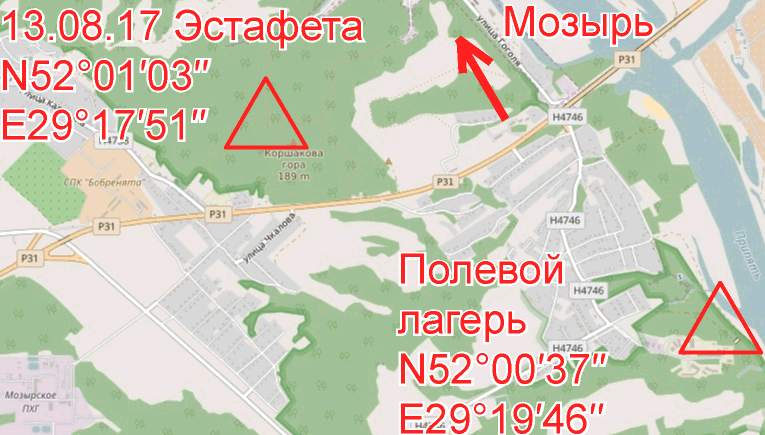 13.08.17 Эстафета
N52°01′03″
E29°17′51″
Мозырь
улица Гоголя
P31
H4746
Коршакова
гора
189 m
СПК "Бобренята"
P31
P31
P31
P31
улица Чкалова
H4746
H4746
H4746
Припять
Полевой
лагерь
N52°00′37″
E29°19′46″
Мозырское
ПХГ